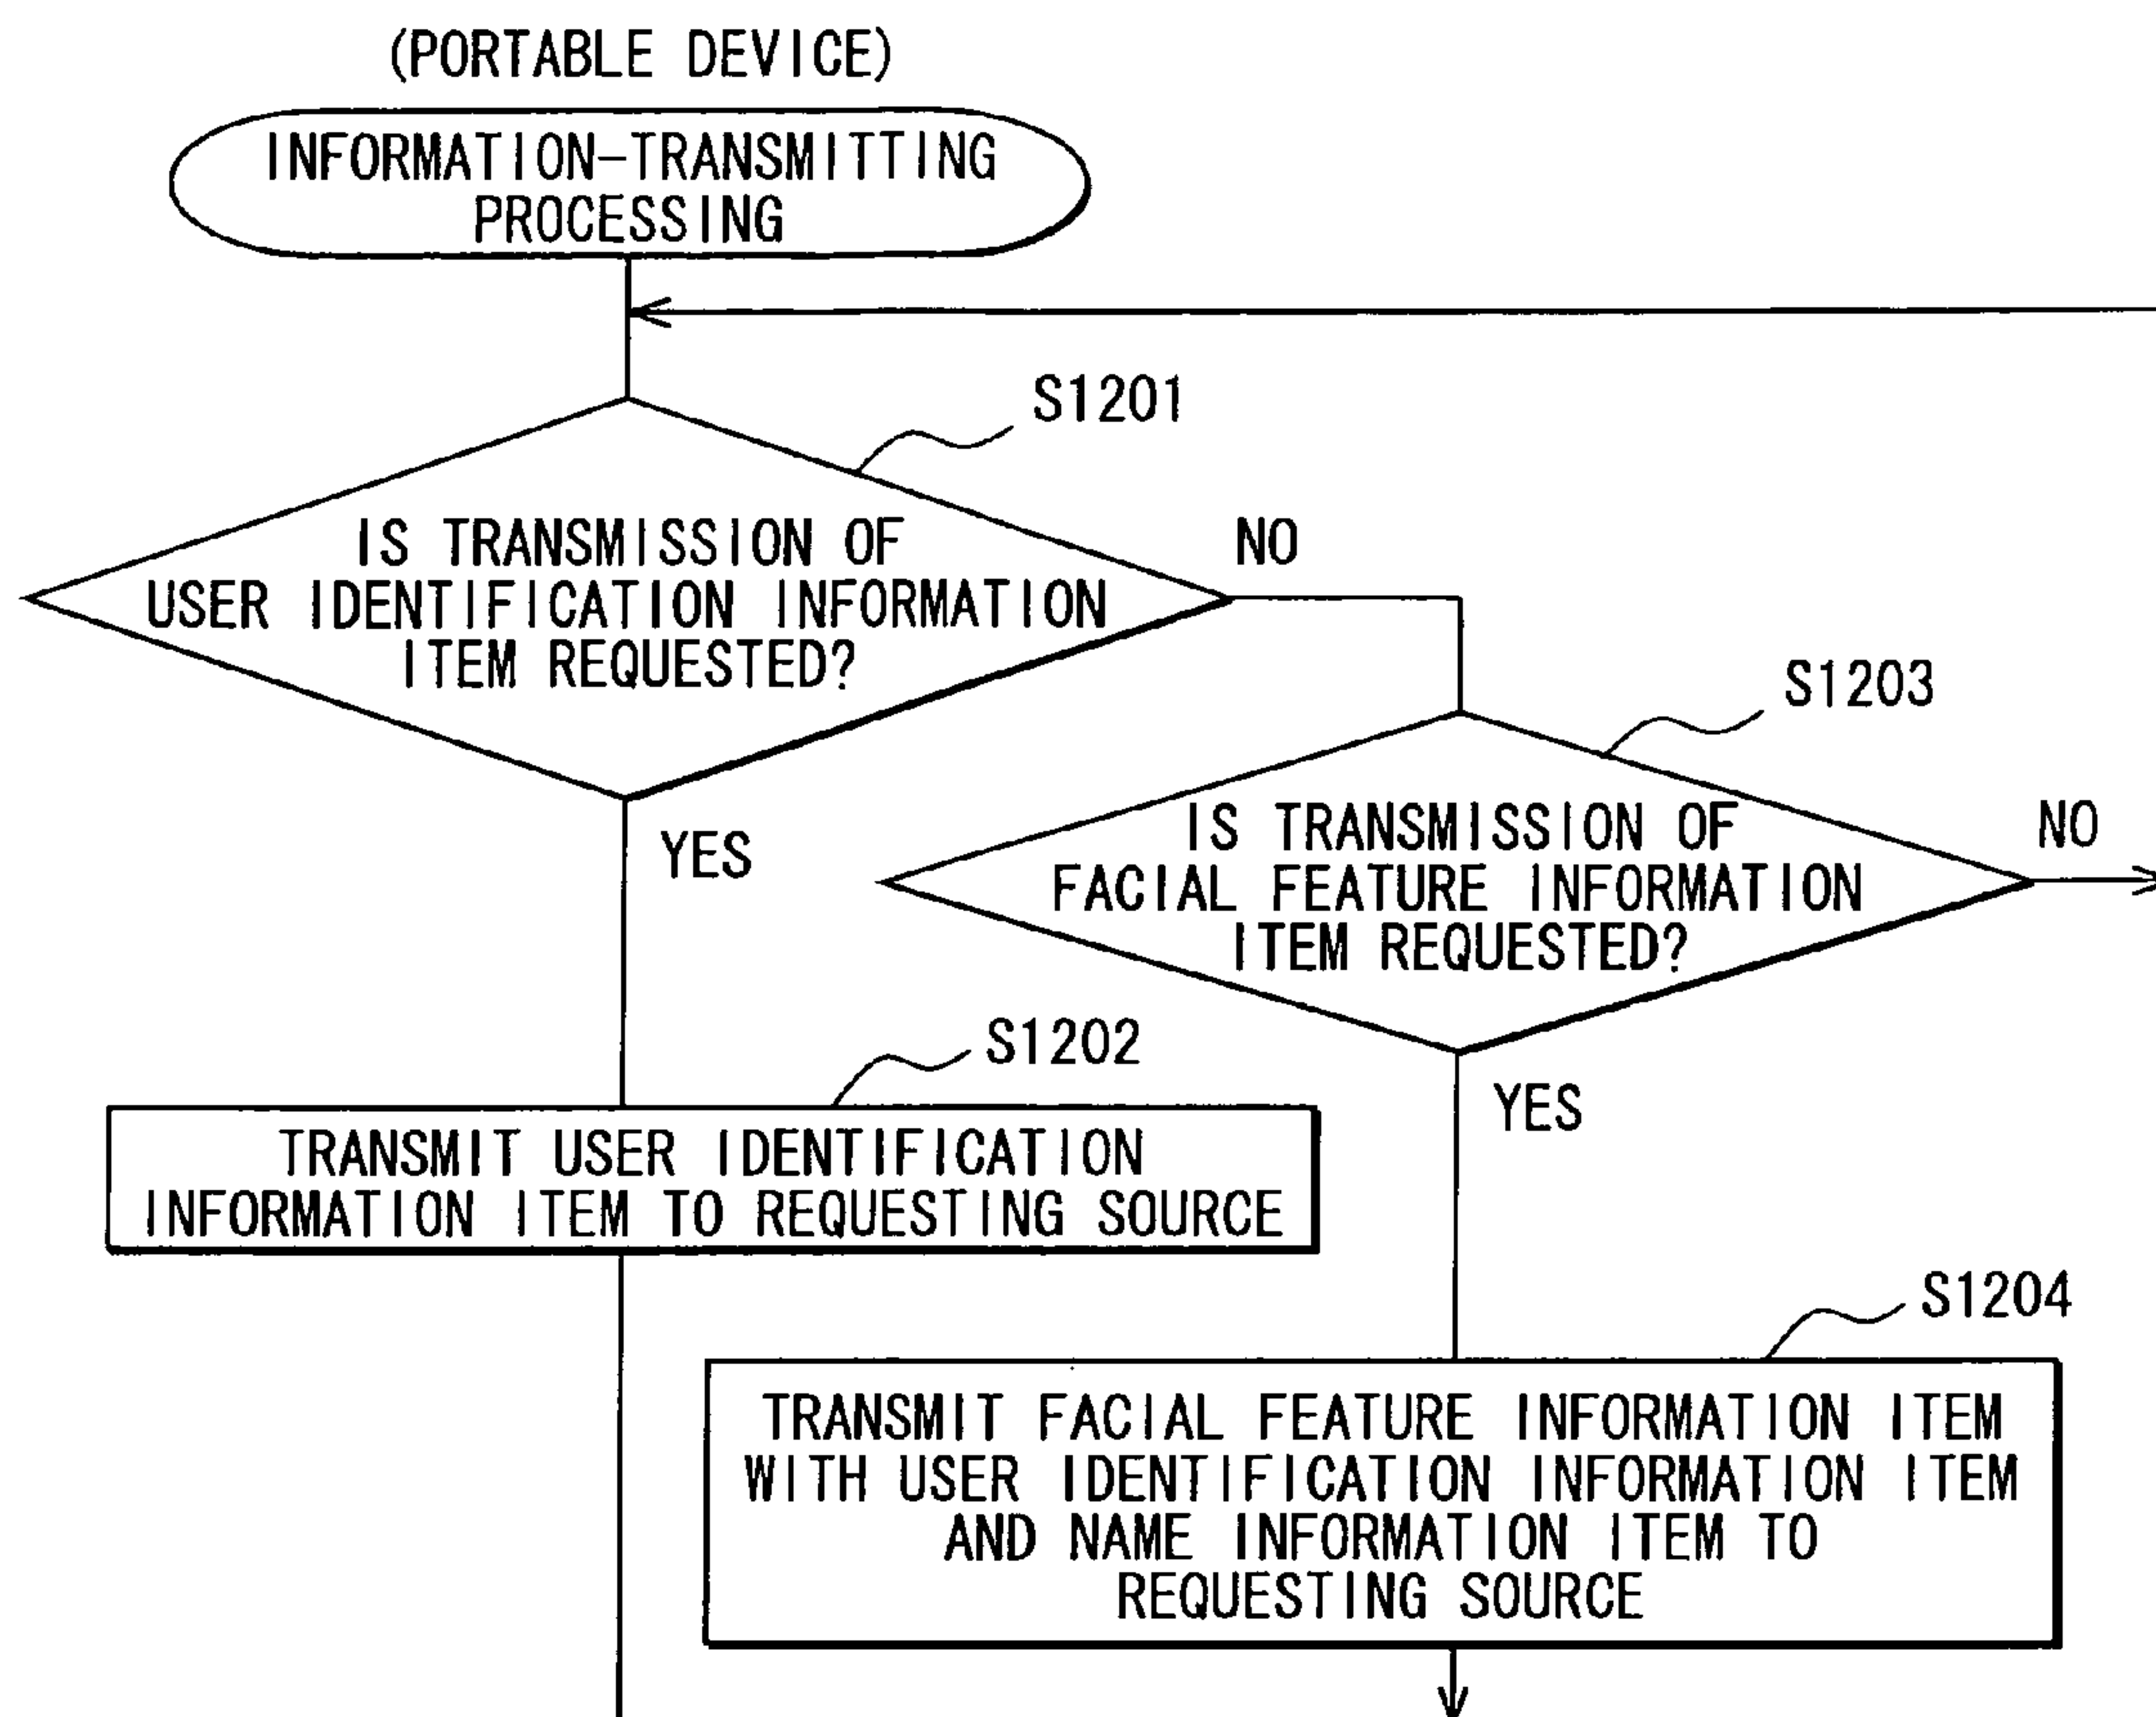 (PORTABLE DEVICE)
INFORMATION-TRANSMITTING
PROCESSING
S1201
IS TRANSMISSION OF
USER IDENTIFICATION INFORMATION
ITEM REQUESTED?
NO
YES
S1203
IS TRANSMISSION OF
FACIAL FEATURE INFORMATION
ITEM REQUESTED?
NO
YES
S1202
TRANSMIT USER IDENTIFICATION
INFORMATION ITEM TO REQUESTING SOURCE
S1204
TRANSMIT FACIAL FEATURE INFORMATION ITEM
WITH USER IDENTIFICATION INFORMATION ITEM
AND NAME INFORMATION ITEM TO
REQUESTING SOURCE